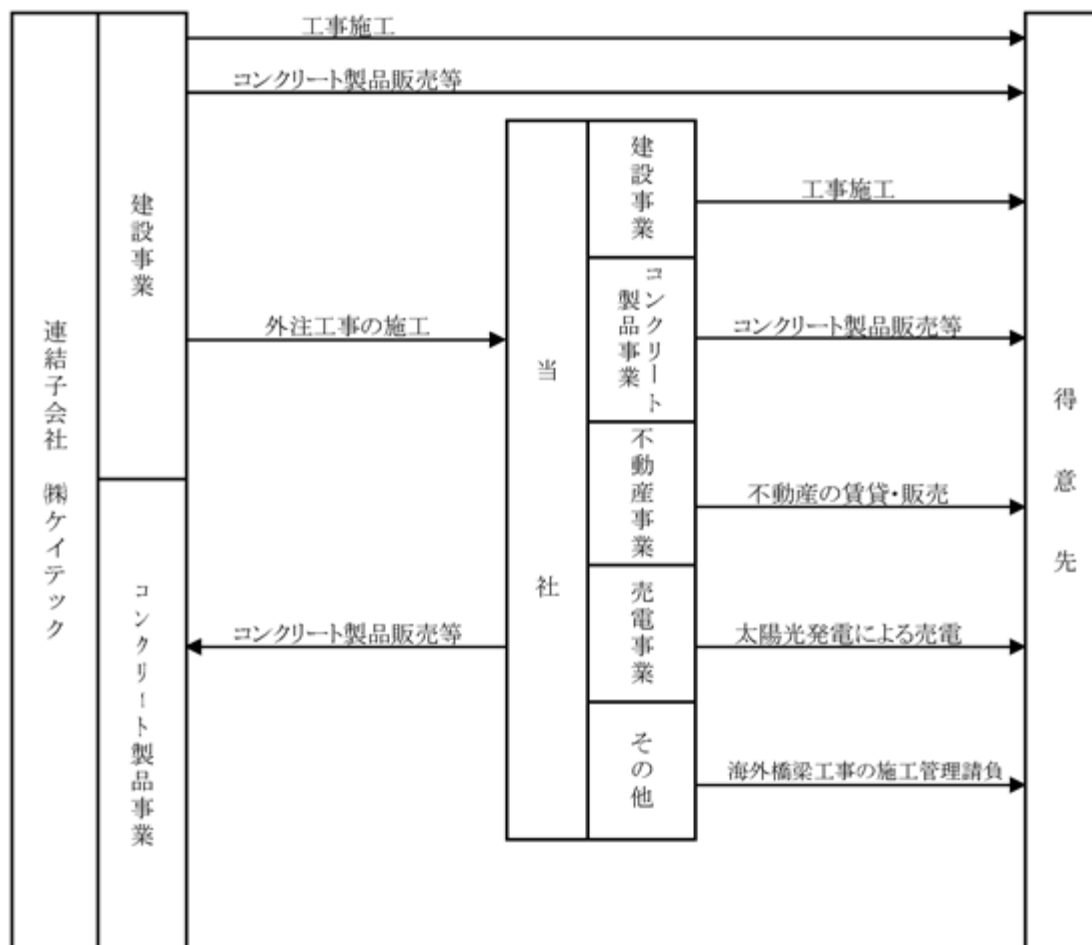 連結子会社　㈱ケイテック
建設事業
コンクリート製品事業
工事施工
コンクリート製品販売等
外注工事の施工
コンクリート製品販売等
当社
建設事業
コンクリート
製品事業
不動産事業
売電事業
その他
工事施工
コンクリート製品販売等
不動産の賃貸・販売
太陽光発電による売電
海外橋梁工事の施工管理請負
得意先